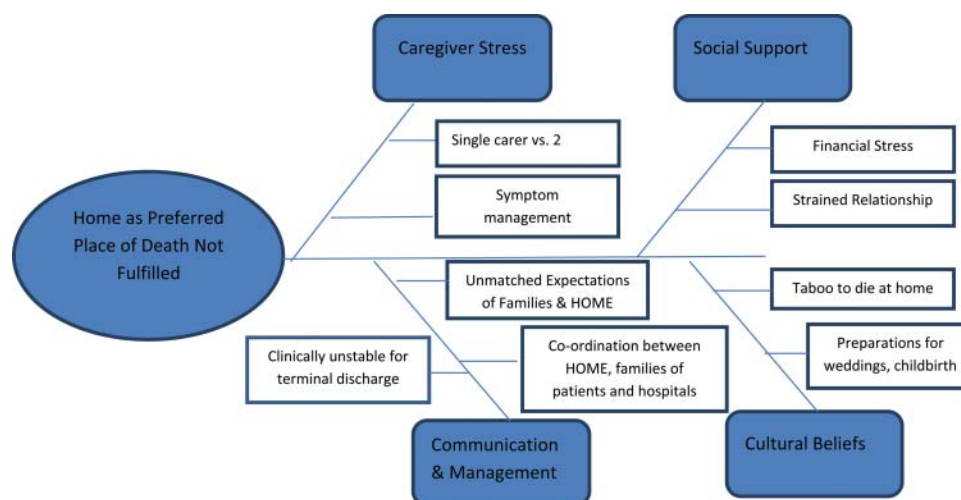 Caregiver Stress
Social Support
Single carer vs. 2
Financial Stress
Symptom
management
Strained Relationship
Home as Preferred
Place of Death Not
Fulfilled
Unmatched Expectations
of Families & HOME
Taboo to die at home
Clinically unstable for
terminal discharge
Co-ordination between
HOME, families of
patients and hospitals
Preparations for
weddings, childbirth
Communication
& Management
Cultural Beliefs